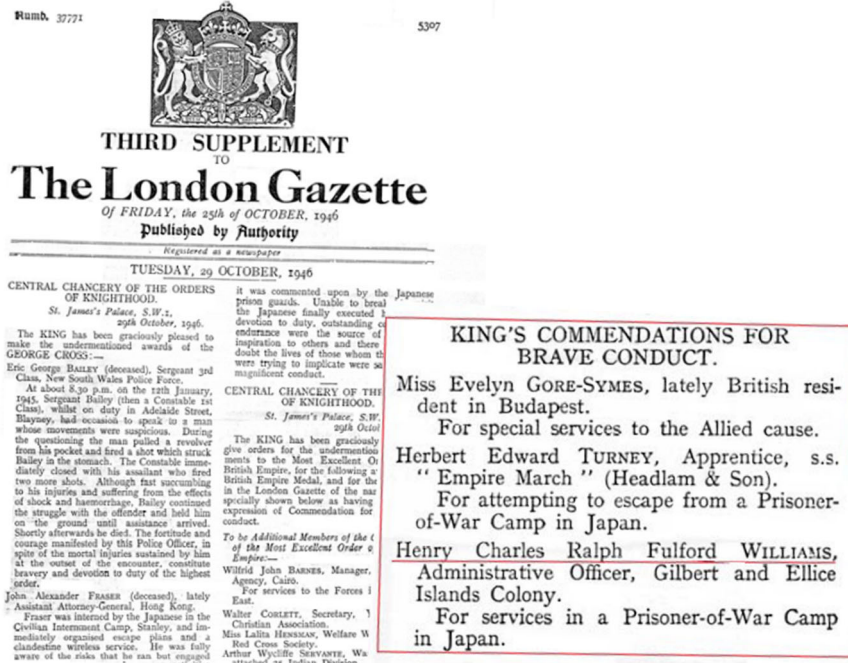 Numb. 37771
5307
THIRD SUPPLEMENT
TO
The London Gazette
Of FRIDAY, the 25th of OCTOBER, 1946
Published by Authority
Registered as a newspaper
TUESDAY, 29 OCTOBER, 1946
CENTRAL CHANCERY OF THE ORDERS
OF KNIGHTHOOD.
St. James's Palace, S.W.1,
29th October, 1946.
The KING has been graciously pleased to
make the undermentioned awards of the
GEORGE CROSS:—
Eric George BAILEY (deceased), Sergeant 3rd
Class, New South Wales Police Force.
At about 8.30 p.m. on the 12th January,
1945, Sergeant Bailey (then a Constable 1st
Class), whilst on duty in Adelaide Street,
Blayney, had occasion to speak to a man
whose movements were suspicious. During
the questioning the man pulled a revolver
from his pocket and fired a shot which struck
Bailey in the stomach. The Constable imme-
diately closed with his assailant who fired
two more shots. Although fast succumbing
to his injuries and suffering from the effects
of shock and haemorrhage, Bailey continued
the struggle with the offender and held him
on the ground until assistance arrived.
Shortly afterwards he died. The fortitude and
courage manifested by this Police Officer, in
spite of the mortal injuries sustained by him
at the outset of the encounter, constitute
bravery and devotion to duty of the highest
order.
John Alexander FRASER (deceased), lately
Assistant Attorney-General, Hong Kong.
Fraser was interned by the Japanese in the
Civilian Internment Camp, Stanley, and im-
mediately organised escape plans and a
clandestine wireless service. He was fully
aware of the risks that he ran but engaged
it was commented upon by the Japanese
prison guards. Unable to break
the Japanese finally executed
devotion to duty, outstanding
endurance were the source of
inspiration to others and there
doubt the lives of those whom
were trying to implicate were
magnificent conduct.
CENTRAL CHANCERY OF THE
OF KNIGHTHOOD.
St. James's Palace, S.W.
29th Octo
The KING has been graciously
give orders for the undermention
ments to the Most Excellent Or
British Empire, for the following
British Empire Medal, and for the
in the London Gazette of the nam
specially shown below as having
expression of Commendation for
conduct.
To be Additional Members of the
of the Most Excellent Order
Empire:—
Wilfrid John BARNES, Manager,
Agency, Cairo.
For services to the Forces
East.
Walter CORLETT, Secretary,
Christian Association.
Miss Lalita HENSMAN, Welfare W
Red Cross Society.
Arthur Wycliffe SERVANTE, Wa
attached to Indian Division
KING'S COMMENDATIONS FOR
BRAVE CONDUCT.
Miss Evelyn GORE-SYMES, lately British resi-
dent in Budapest.
For special services to the Allied cause.
Herbert Edward TURNEY, Apprentice, s.s.
" Empire March " (Headlam & Son).
For attempting to escape from a Prisoner-
of-War Camp in Japan.
Henry Charles Ralph Fulford WILLIAMS,
Administrative Officer, Gilbert and Ellice
Islands Colony.
For services in a Prisoner-of-War Camp
in Japan.